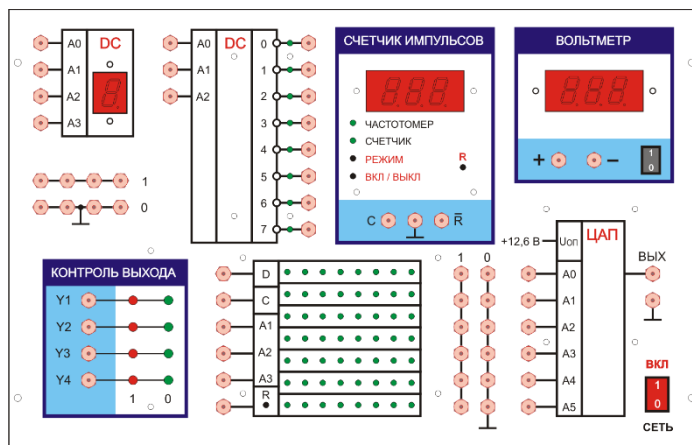 A0 DC
A1
A2
A3
A0 DC 0
A1 1
A2 2
3
4
5
6
7
СЧЕТЧИК ИМПУЛЬСОВ
ЧАСТОТОМЕР
СЧЕТЧИК
РЕЖИМ R
ВКЛ / ВЫКЛ
C R̅
ВОЛЬТМЕТР
+ − 1
0
1
0
КОНТРОЛЬ ВЫХОДА
Y1
Y2
Y3
Y4
1 0
D
C
A1
A2
A3
R
1 0
+12,6 В Uоп ЦАП
A0 ВЫХ
A1
A2
A3
A4
A5
ВКЛ
1
0
СЕТЬ